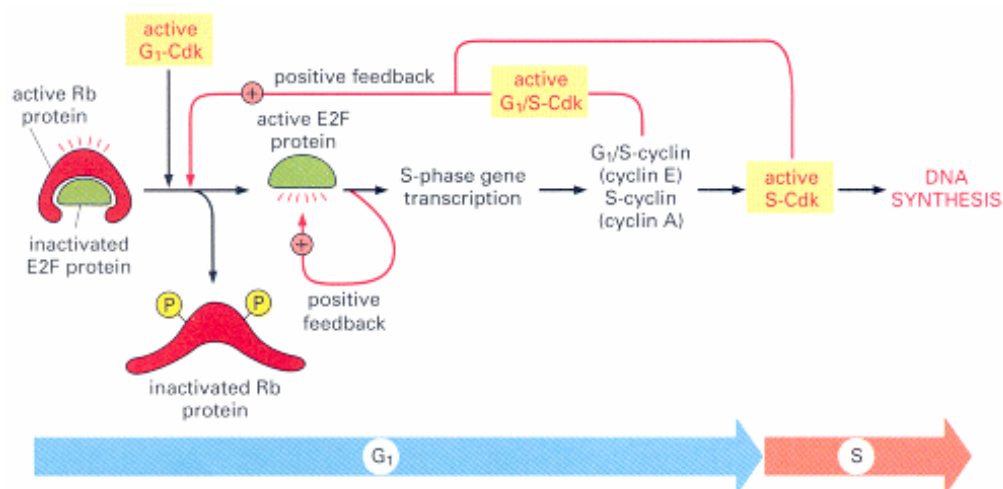 active
G₁-Cdk
positive feedback
active
G₁/S-Cdk
active Rb
protein
active E2F
protein
+
G₁/S-cyclin
(cyclin E)
S-cyclin
(cyclin A)
S-phase gene
transcription
active
S-Cdk
DNA
SYNTHESIS
inactivated
E2F protein
+
positive
feedback
P
P
inactivated Rb
protein
G₁
S